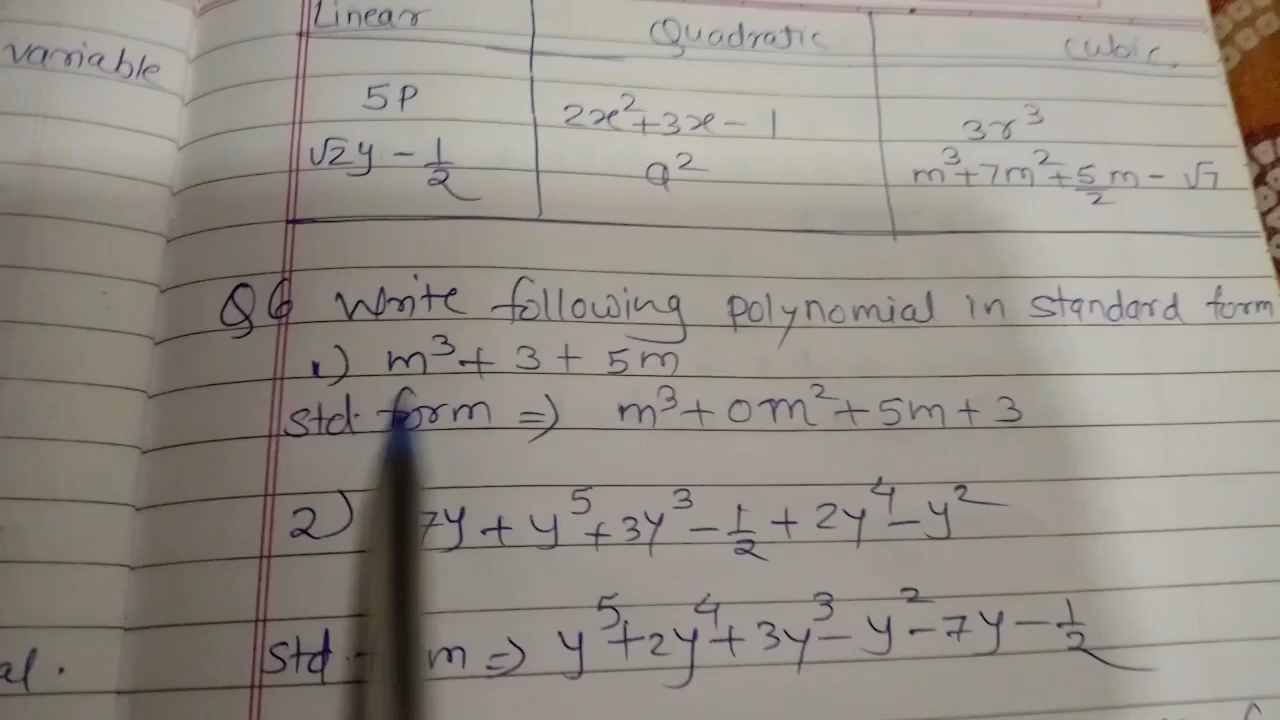 Linear Quadratic Cubic.
variable
5P 2x²+3x-1 3r³
√2y - 1/2 a² m³+7m²+5/2m-√7
Q6 Write following polynomial in standard form
1) m³+3+5m
Std. form => m³+0m²+5m+3
2) 7y+y⁵+3y³-1/2+2y⁴-y²
Std. m => y⁵+2y⁴+3y³-y²-7y-1/2
al.